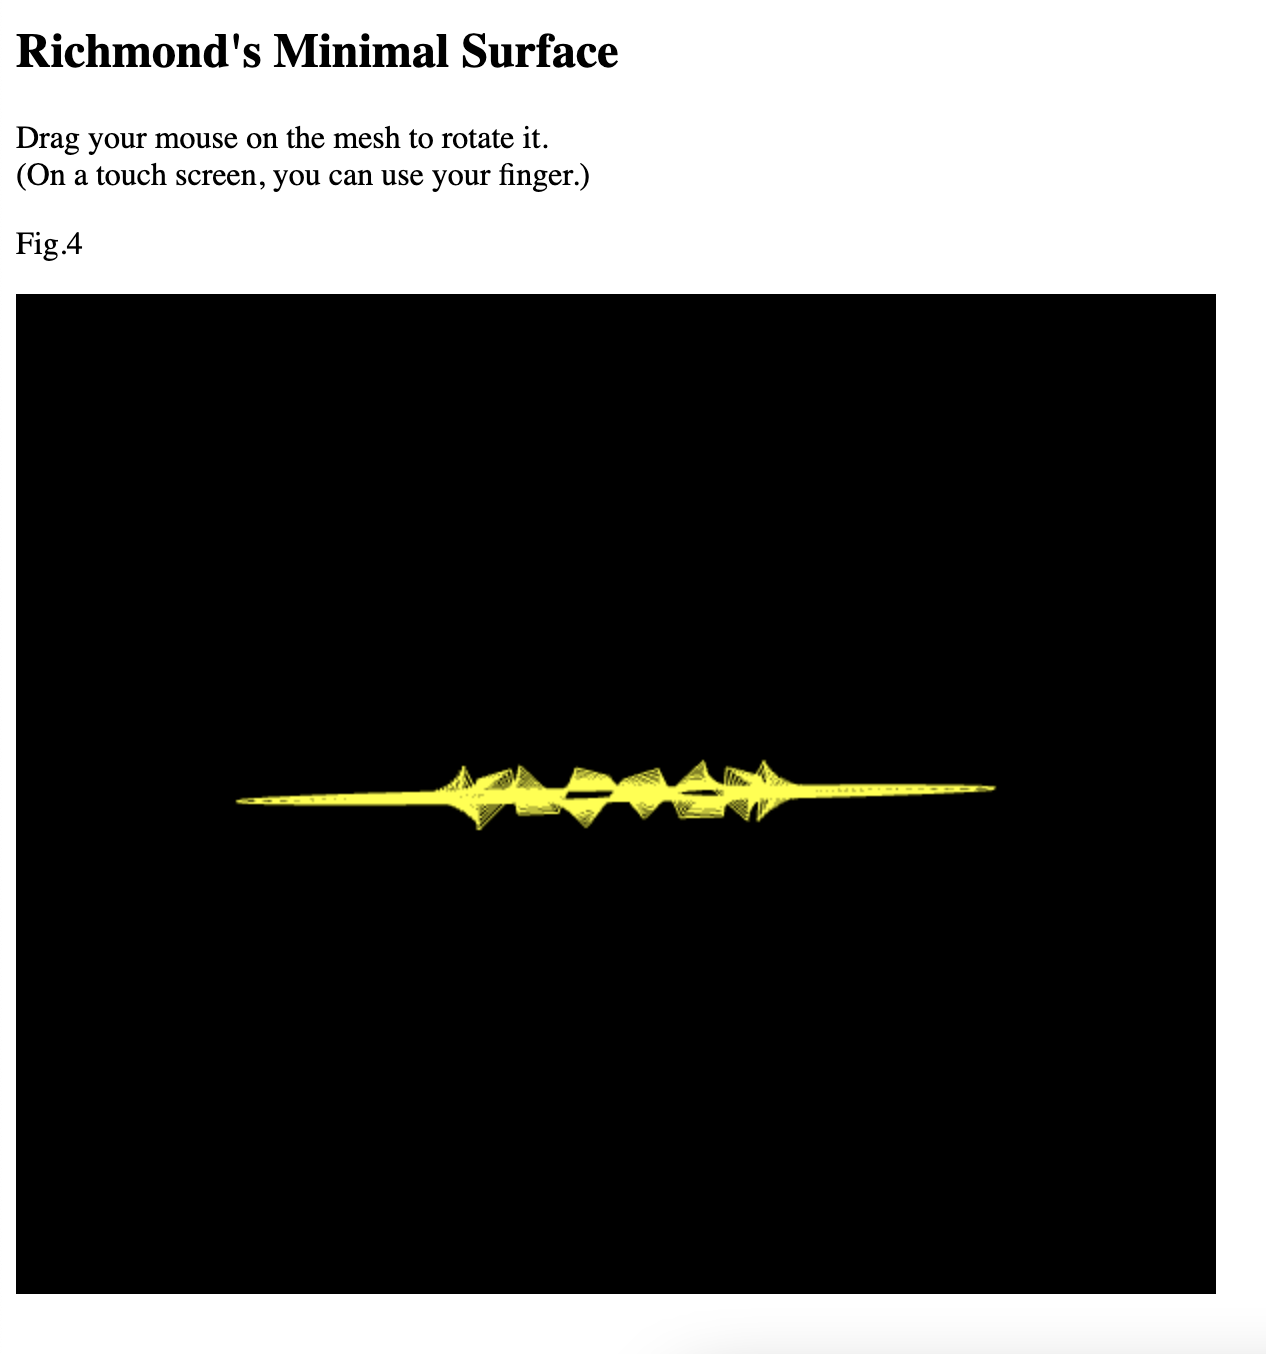 Richmond's Minimal Surface
Drag your mouse on the mesh to rotate it.
(On a touch screen, you can use your finger.)
Fig.4